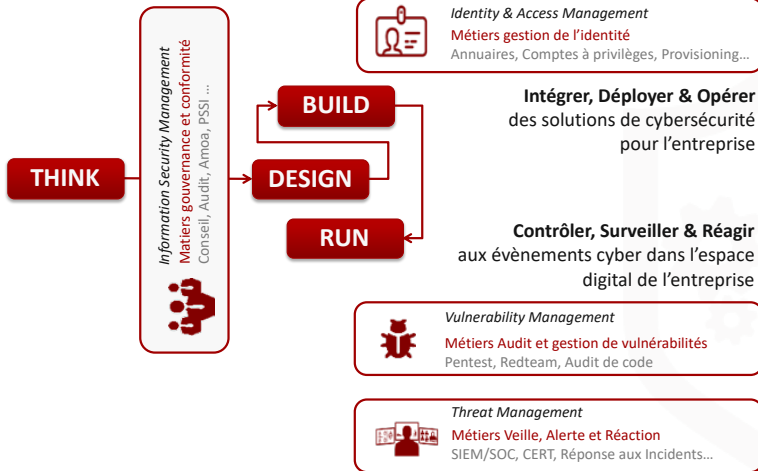 Identity & Access Management
Métiers gestion de l'identité
Annuaires, Comptes à privilèges, Provisioning…
THINK
Information Security Management
Matiers gouvernance et conformité
Conseil, Audit, Amoa, PSSI …
BUILD
DESIGN
RUN
Intégrer, Déployer & Opérer
des solutions de cybersécurité
pour l'entreprise
Contrôler, Surveiller & Réagir
aux évènements cyber dans l'espace
digital de l'entreprise
Vulnerability Management
Métiers Audit et gestion de vulnérabilités
Pentest, Redteam, Audit de code
Threat Management
Métiers Veille, Alerte et Réaction
SIEM/SOC, CERT, Réponse aux Incidents…